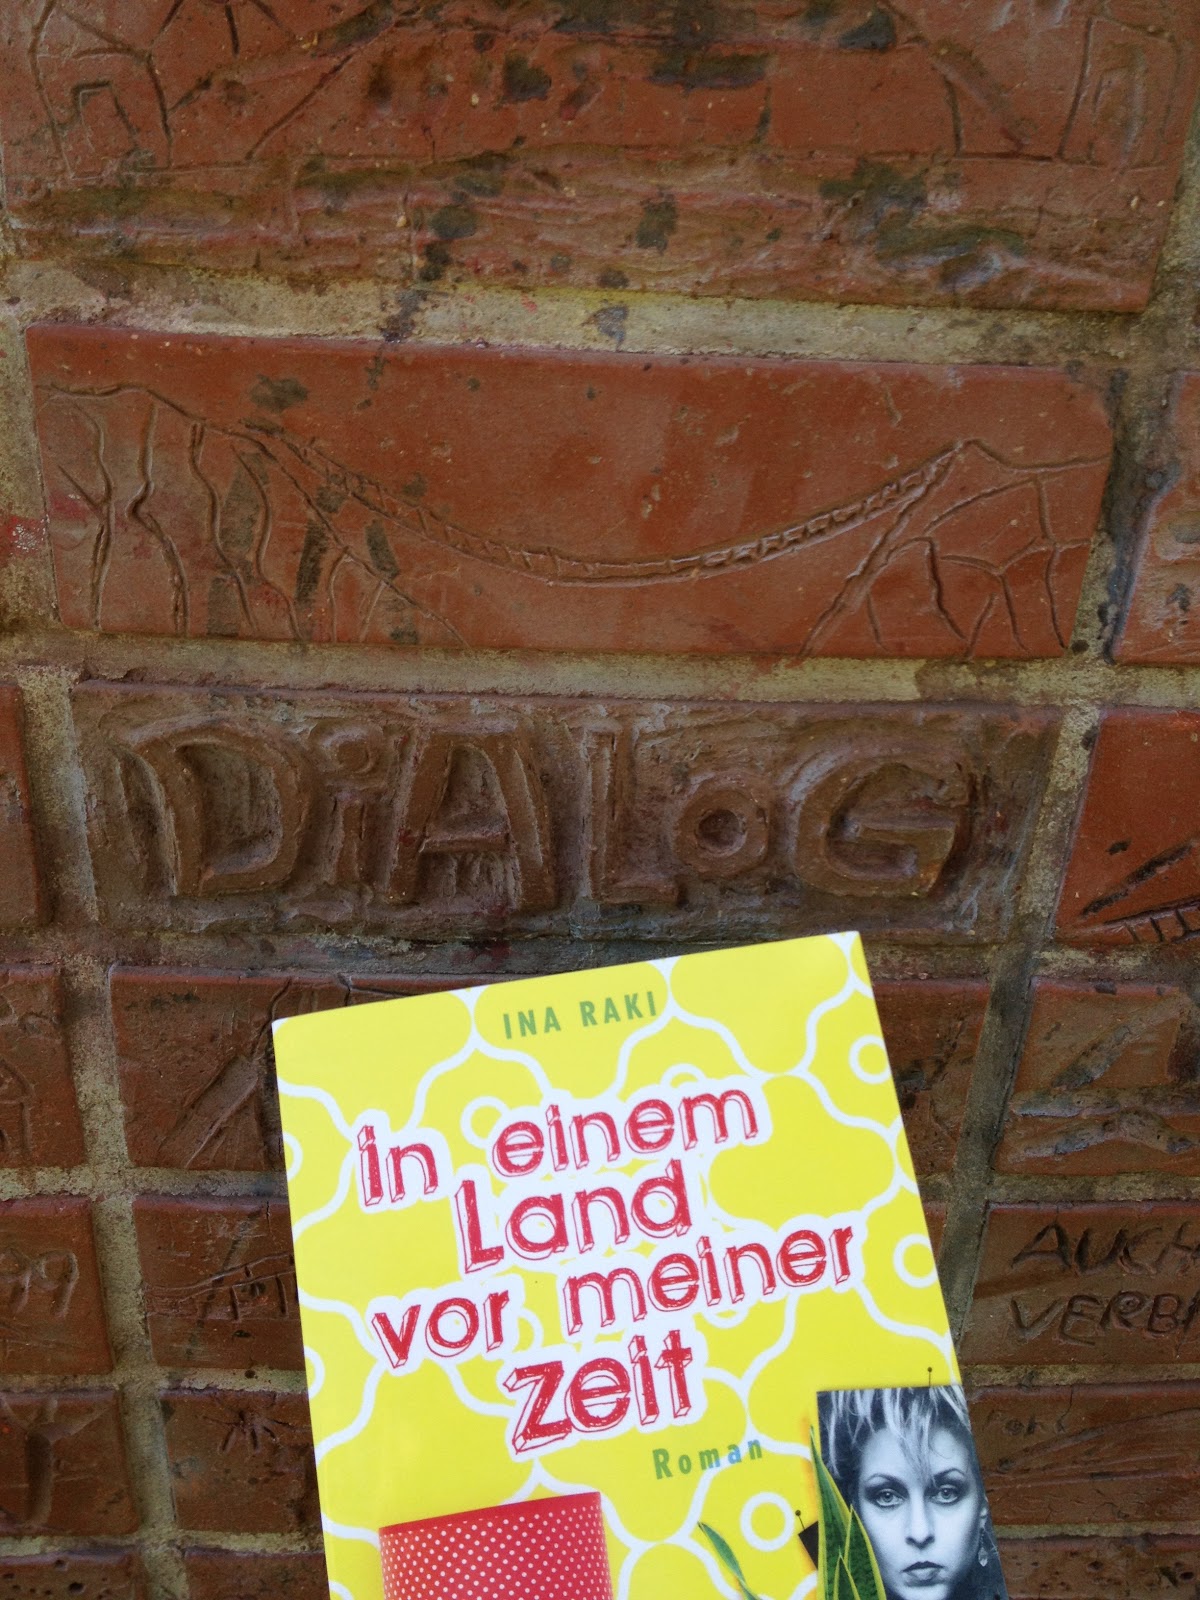 DiALoG
INA RAKI
in einem
Land
vor meiner
zeit
Roman
AUCH